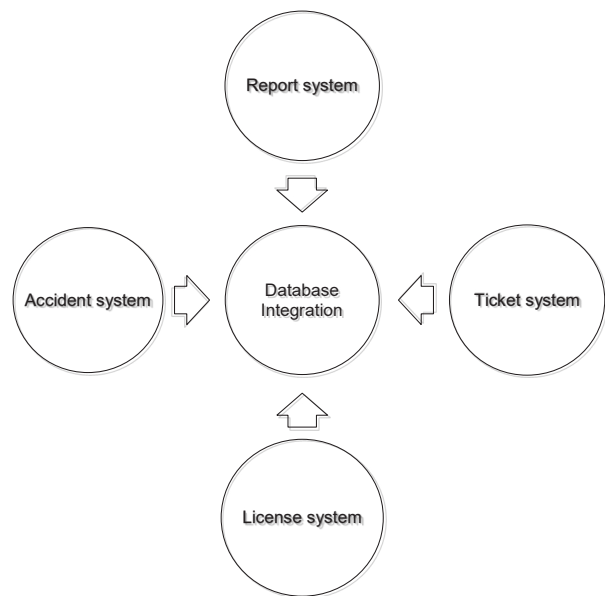 Report system
Accident system
Database
Integration
Ticket system
License system